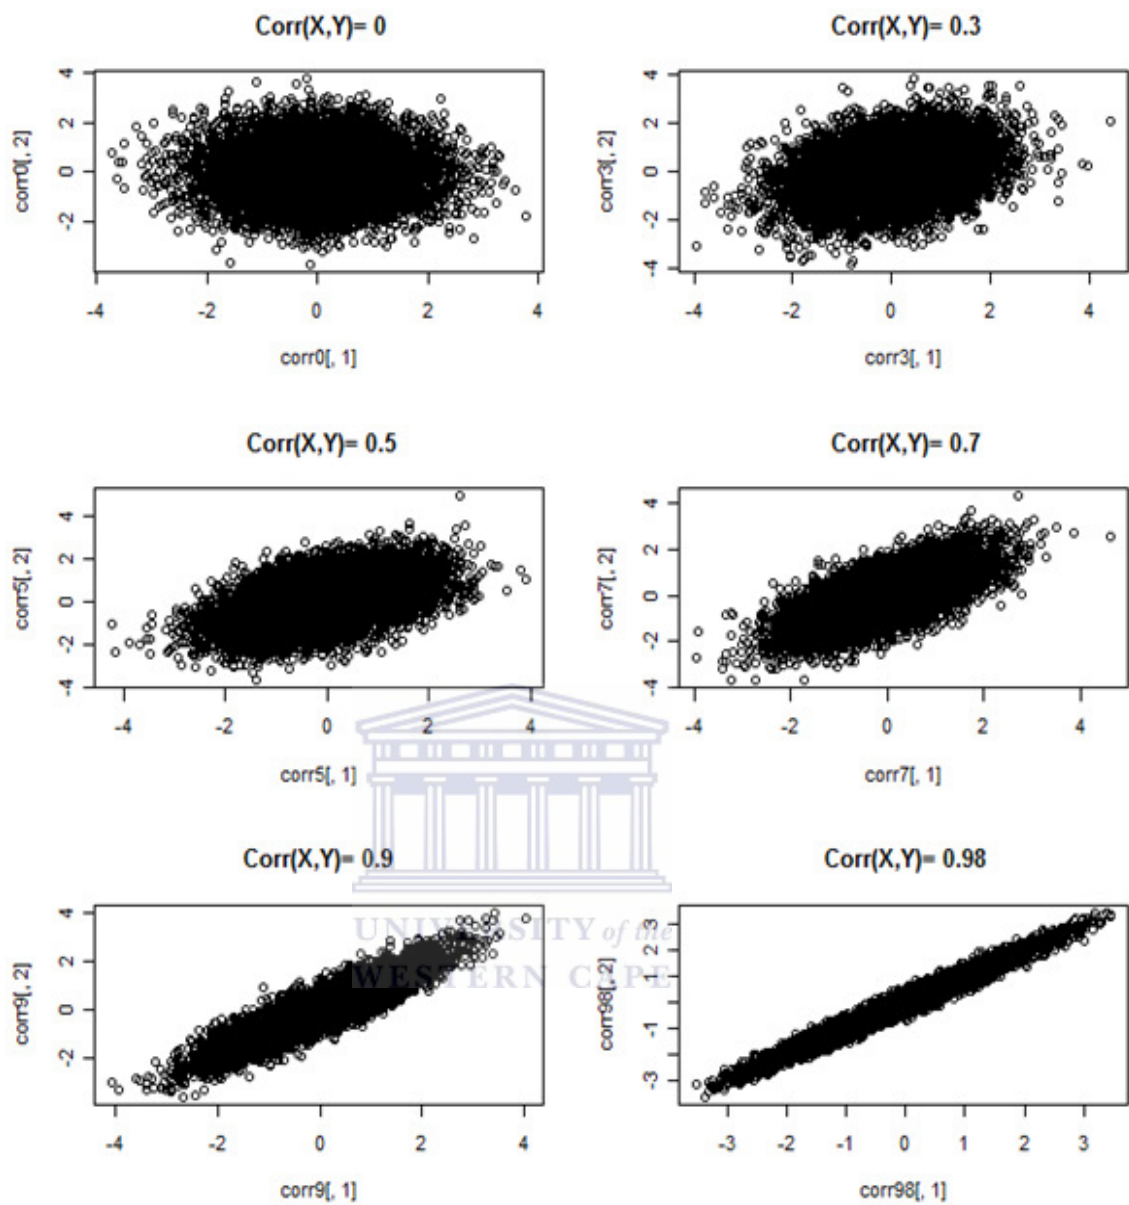 Corr(X,Y)= 0
corr0[, 2]
4
2
0
-2
-4
-2
0
2
4
corr0[, 1]
Corr(X,Y)= 0.3
corr3[, 2]
4
2
0
-2
-4
-4
-2
0
2
4
corr3[, 1]
Corr(X,Y)= 0.5
corr5[, 2]
4
2
0
-2
-4
-4
-2
0
2
4
corr5[, 1]
Corr(X,Y)= 0.7
corr7[, 2]
4
2
0
-2
-4
-4
-2
0
2
4
corr7[, 1]
Corr(X,Y)= 0.9
corr9[, 2]
4
2
0
-2
-4
-2
0
2
4
corr9[, 1]
Corr(X,Y)= 0.98
corr98[, 2]
3
1
-1
-3
-3
-2
-1
0
1
2
3
corr98[, 1]
UNIVERSITY of the
WESTERN CAPE